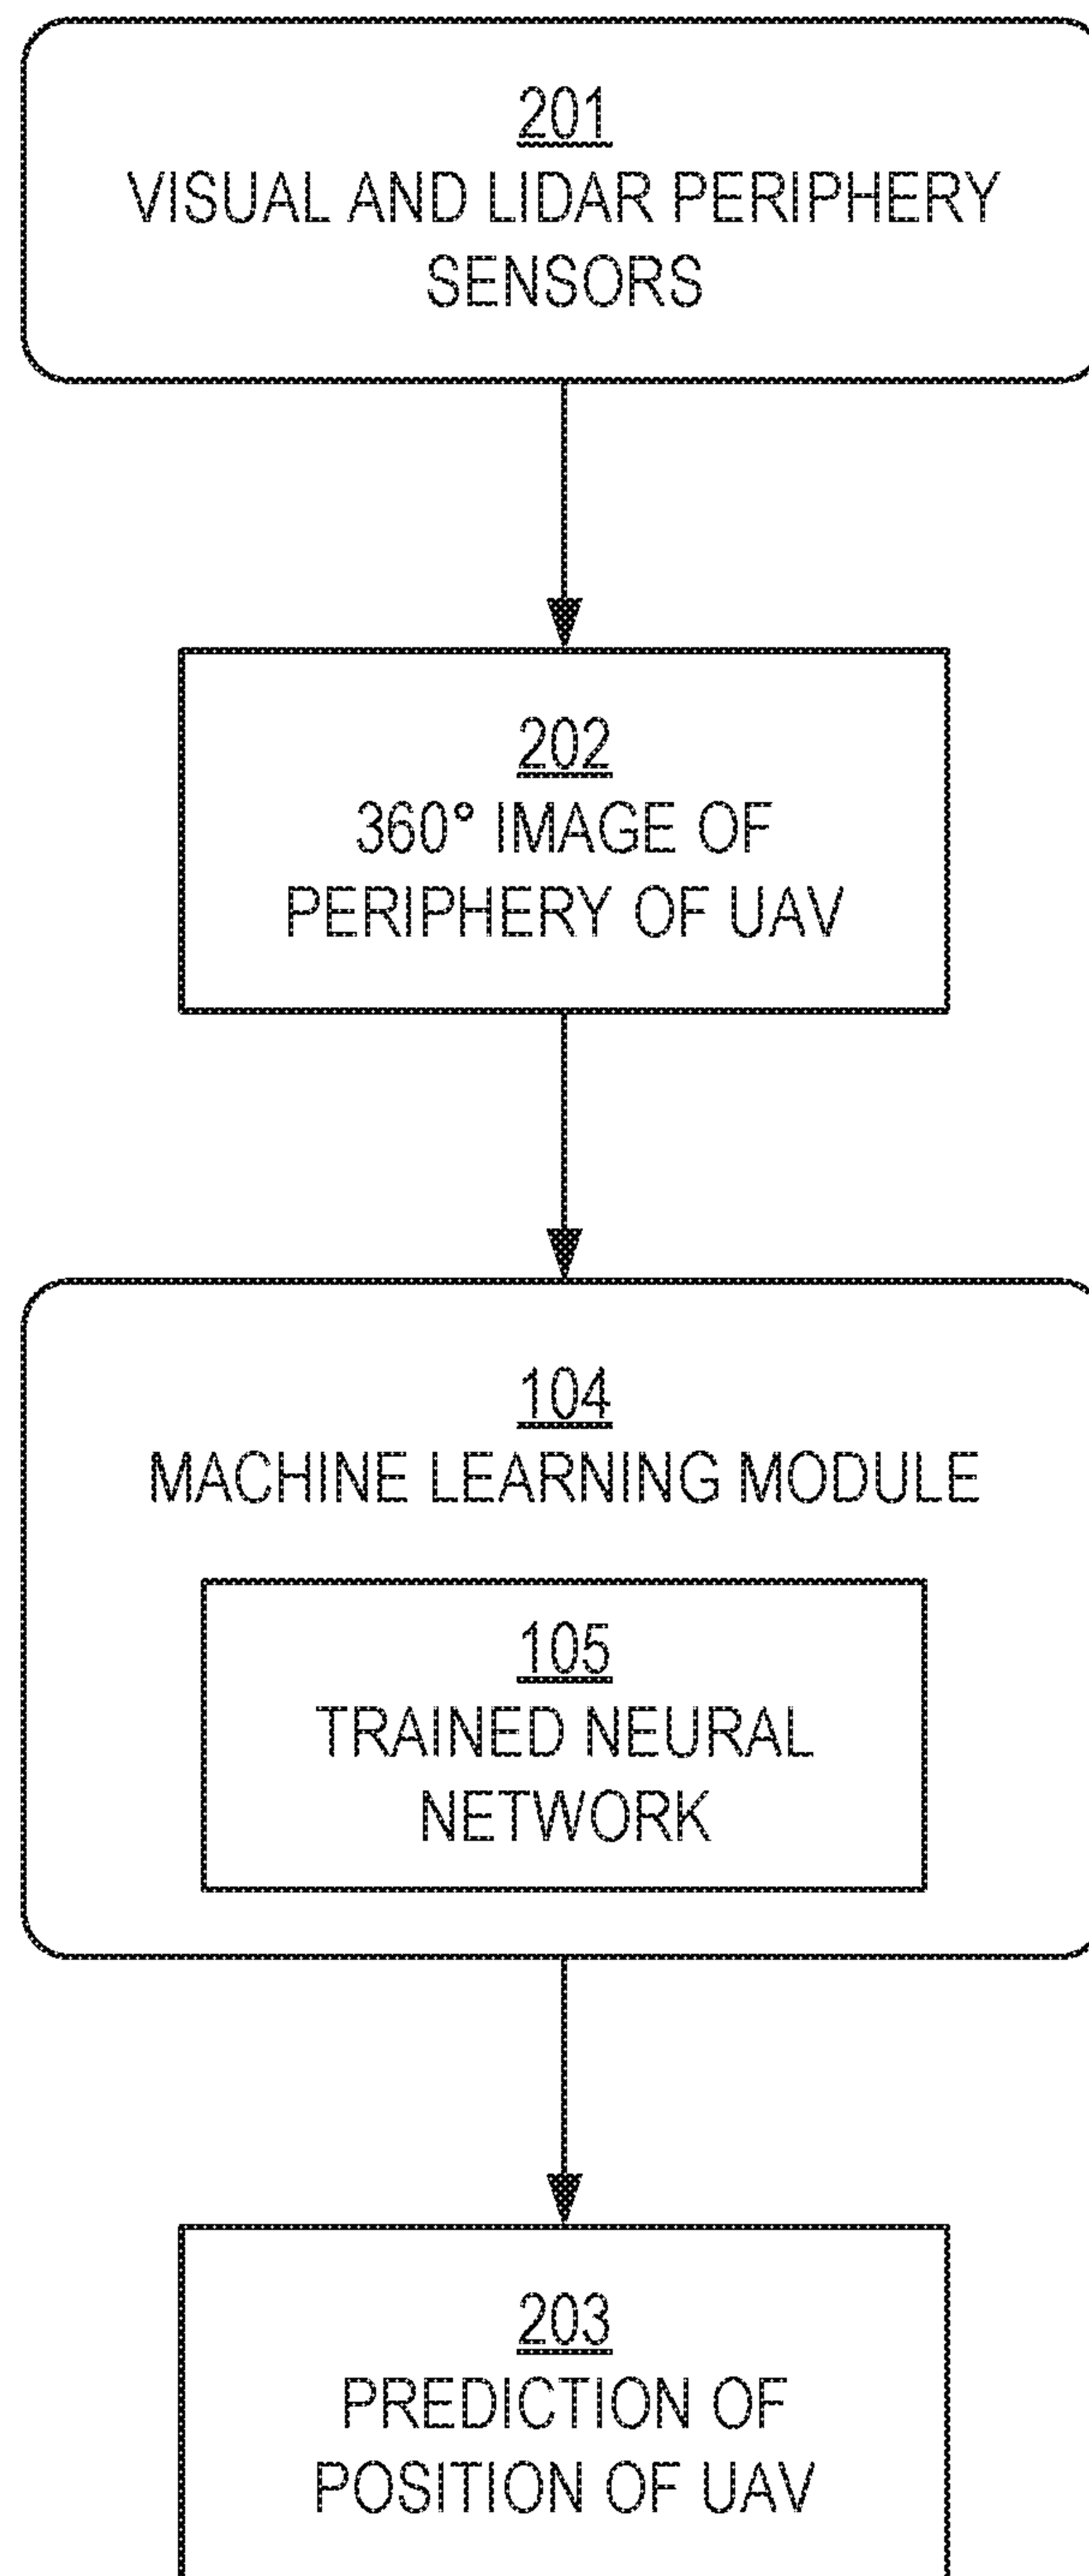 201
VISUAL AND LIDAR PERIPHERY
SENSORS
202
360° IMAGE OF
PERIPHERY OF UAV
104
MACHINE LEARNING MODULE
105
TRAINED NEURAL
NETWORK
203
PREDICTION OF
POSITION OF UAV